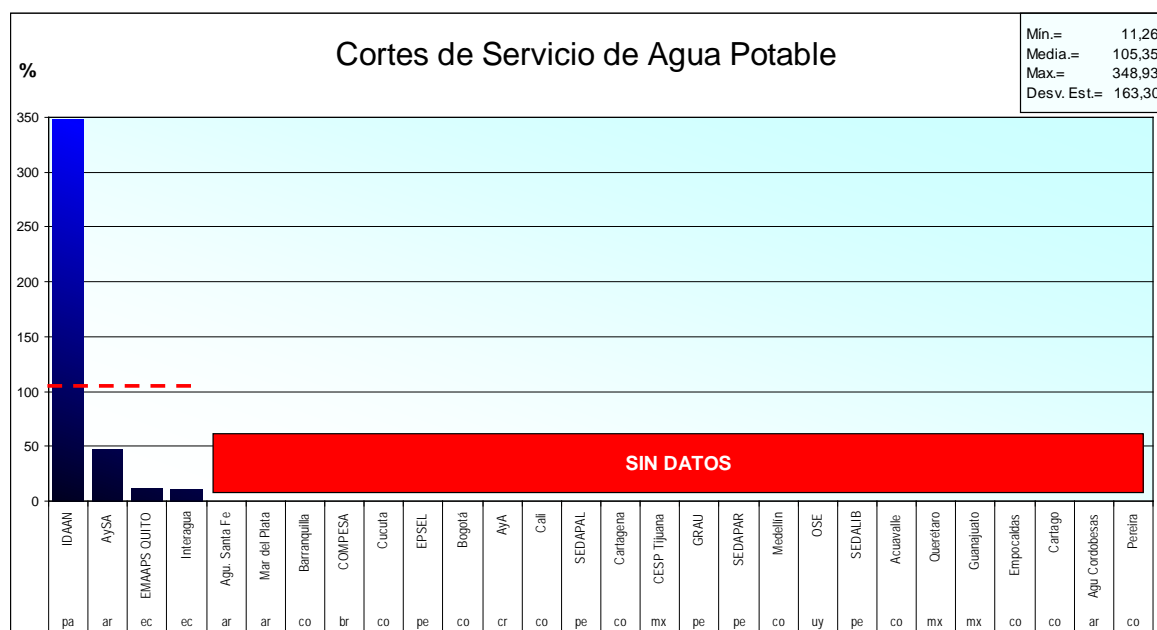 Cortes de Servicio de Agua Potable
Mín.= 11,26
Media.= 105,35
Max.= 348,93
Desv. Est.= 163,30
%
350
300
250
200
150
100
50
0
SIN DATOS
IDAAN
AySA
EMAAPS QUITO
Interagua
Agu. Santa Fe
Mar del Plata
Barranquilla
COMPESA
Cucuta
EPSEL
Bogotá
AyA
Cali
SEDAPAL
Cartagena
CESP Tijuana
GRAU
SEDAPAR
Medellín
OSE
SEDALIB
Acuavalle
Querétaro
Guanajuato
Empocaldas
Cartago
Agu Cordobesas
Pereira
pa ar ec ec ar ar co br co pe co cr co pe co mx pe pe co uy pe co mx mx co co ar co